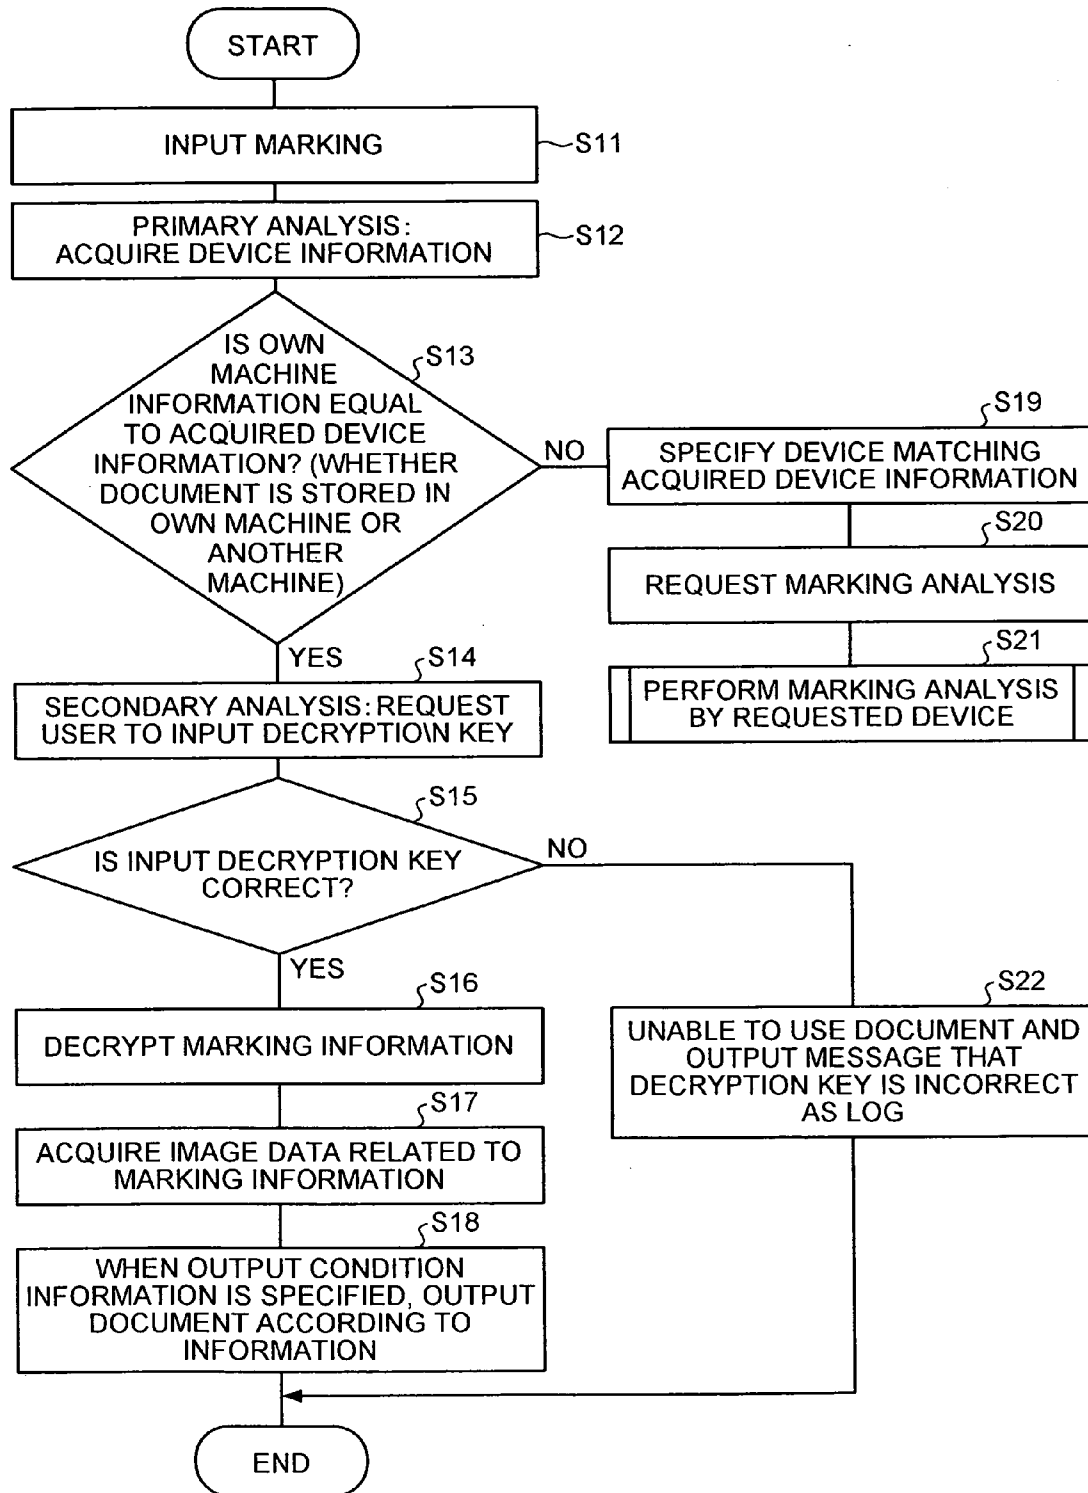 START
INPUT MARKING
S11
PRIMARY ANALYSIS:
ACQUIRE DEVICE INFORMATION
S12
IS OWN
MACHINE
INFORMATION EQUAL
TO ACQUIRED DEVICE
INFORMATION? (WHETHER
DOCUMENT IS STORED IN
OWN MACHINE OR
ANOTHER
MACHINE)
S13
NO
S19
SPECIFY DEVICE MATCHING
ACQUIRED DEVICE INFORMATION
S20
REQUEST MARKING ANALYSIS
S21
PERFORM MARKING ANALYSIS
BY REQUESTED DEVICE
YES
S14
SECONDARY ANALYSIS: REQUEST
USER TO INPUT DECRYPTIO\N KEY
S15
IS INPUT DECRYPTION KEY
CORRECT?
NO
YES
S16
DECRYPT MARKING INFORMATION
S17
ACQUIRE IMAGE DATA RELATED TO
MARKING INFORMATION
S18
WHEN OUTPUT CONDITION
INFORMATION IS SPECIFIED, OUTPUT
DOCUMENT ACCORDING TO
INFORMATION
S22
UNABLE TO USE DOCUMENT AND
OUTPUT MESSAGE THAT
DECRYPTION KEY IS INCORRECT
AS LOG
END